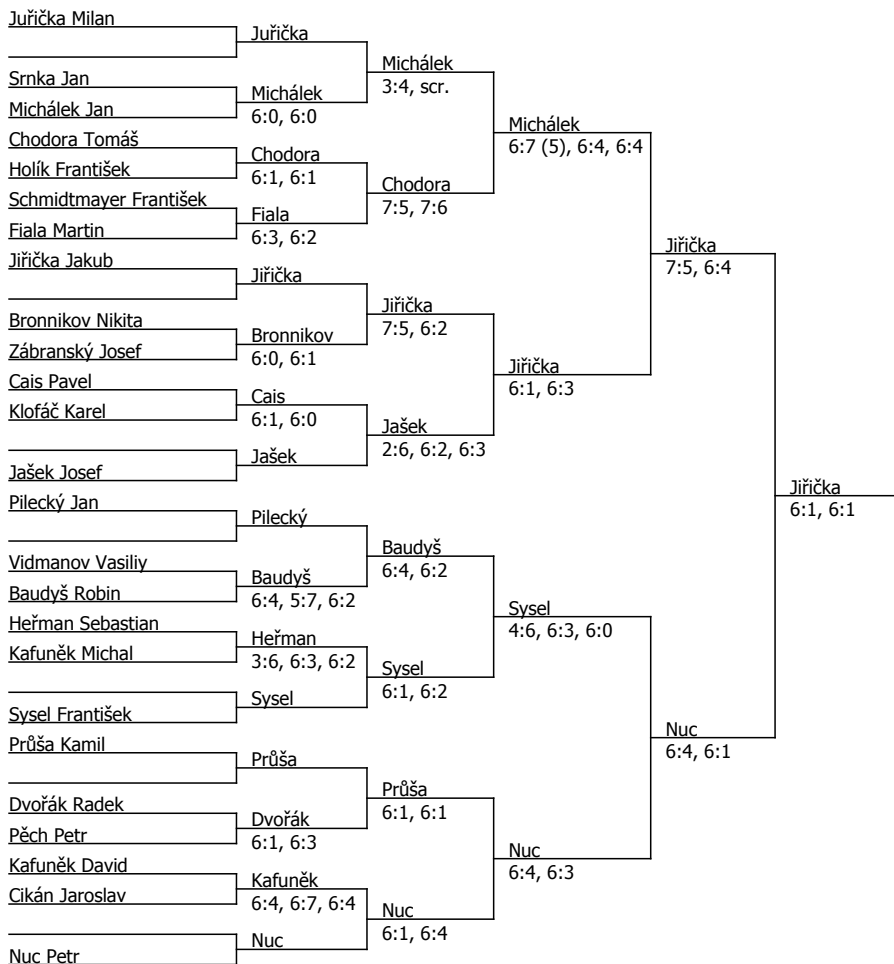 Juřička Milan
Srnka Jan
Michálek Jan
Chodora Tomáš
Holík František
Schmidtmayer František
Fiala Martin
Jiřička Jakub
Bronnikov Nikita
Zábranský Josef
Cais Pavel
Klofáč Karel
Jašek Josef
Pilecký Jan
Vidmanov Vasiliy
Baudyš Robin
Heřman Sebastian
Kafuněk Michal
Sysel František
Průša Kamil
Dvořák Radek
Pěch Petr
Kafuněk David
Cikán Jaroslav
Nuc Petr
Juřička
Michálek
6:0, 6:0
Chodora
6:1, 6:1
Fiala
6:3, 6:2
Jiřička
Bronnikov
6:0, 6:1
Cais
6:1, 6:0
Jašek
Pilecký
Baudyš
6:4, 5:7, 6:2
Heřman
3:6, 6:3, 6:2
Sysel
Průša
Dvořák
6:1, 6:3
Kafuněk
6:4, 6:7, 6:4
Nuc
Michálek
3:4, scr.
Chodora
7:5, 7:6
Jiřička
7:5, 6:2
Jašek
2:6, 6:2, 6:3
Baudyš
6:4, 6:2
Sysel
6:1, 6:2
Průša
6:1, 6:1
Nuc
6:1, 6:4
Michálek
6:7 (5), 6:4, 6:4
Jiřička
6:1, 6:3
Sysel
4:6, 6:3, 6:0
Nuc
6:4, 6:3
Jiřička
7:5, 6:4
Nuc
6:4, 6:1
Jiřička
6:1, 6:1